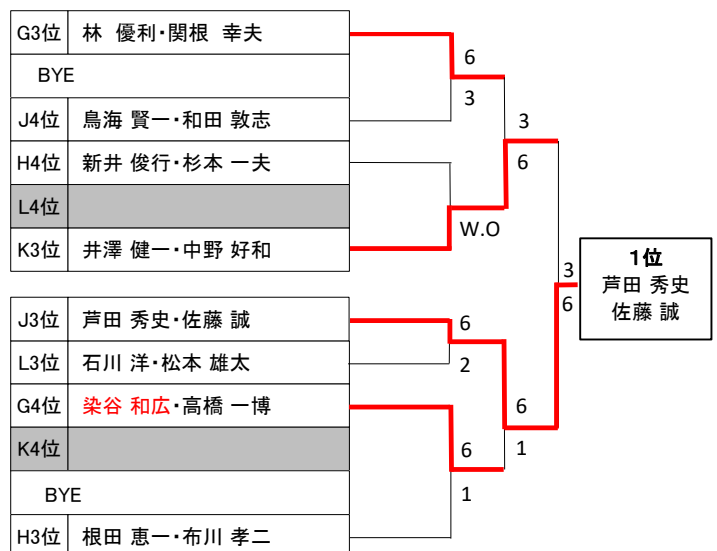 G3位 林 優利・関根 幸夫
BYE
J4位 鳥海 賢一・和田 敦志
H4位 新井 俊行・杉本 一夫
L4位
K3位 井澤 健一・中野 好和
6
3
W.O
3
6
J3位 芦田 秀史・佐藤 誠
L3位 石川 洋・松本 雄太
G4位 染谷 和広・高橋 一博
K4位
BYE
H3位 根田 恵一・布川 孝二
6
2
6
1
6
1
3
6
1位
芦田 秀史
佐藤 誠